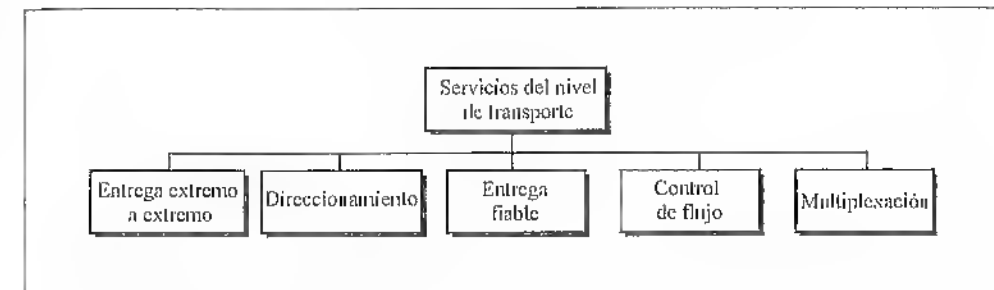 Servicios del nivel
de transporte
Entrega extremo
a extremo
Direccionamiento
Entrega
fiable
Control
de flujo
Multiplexación